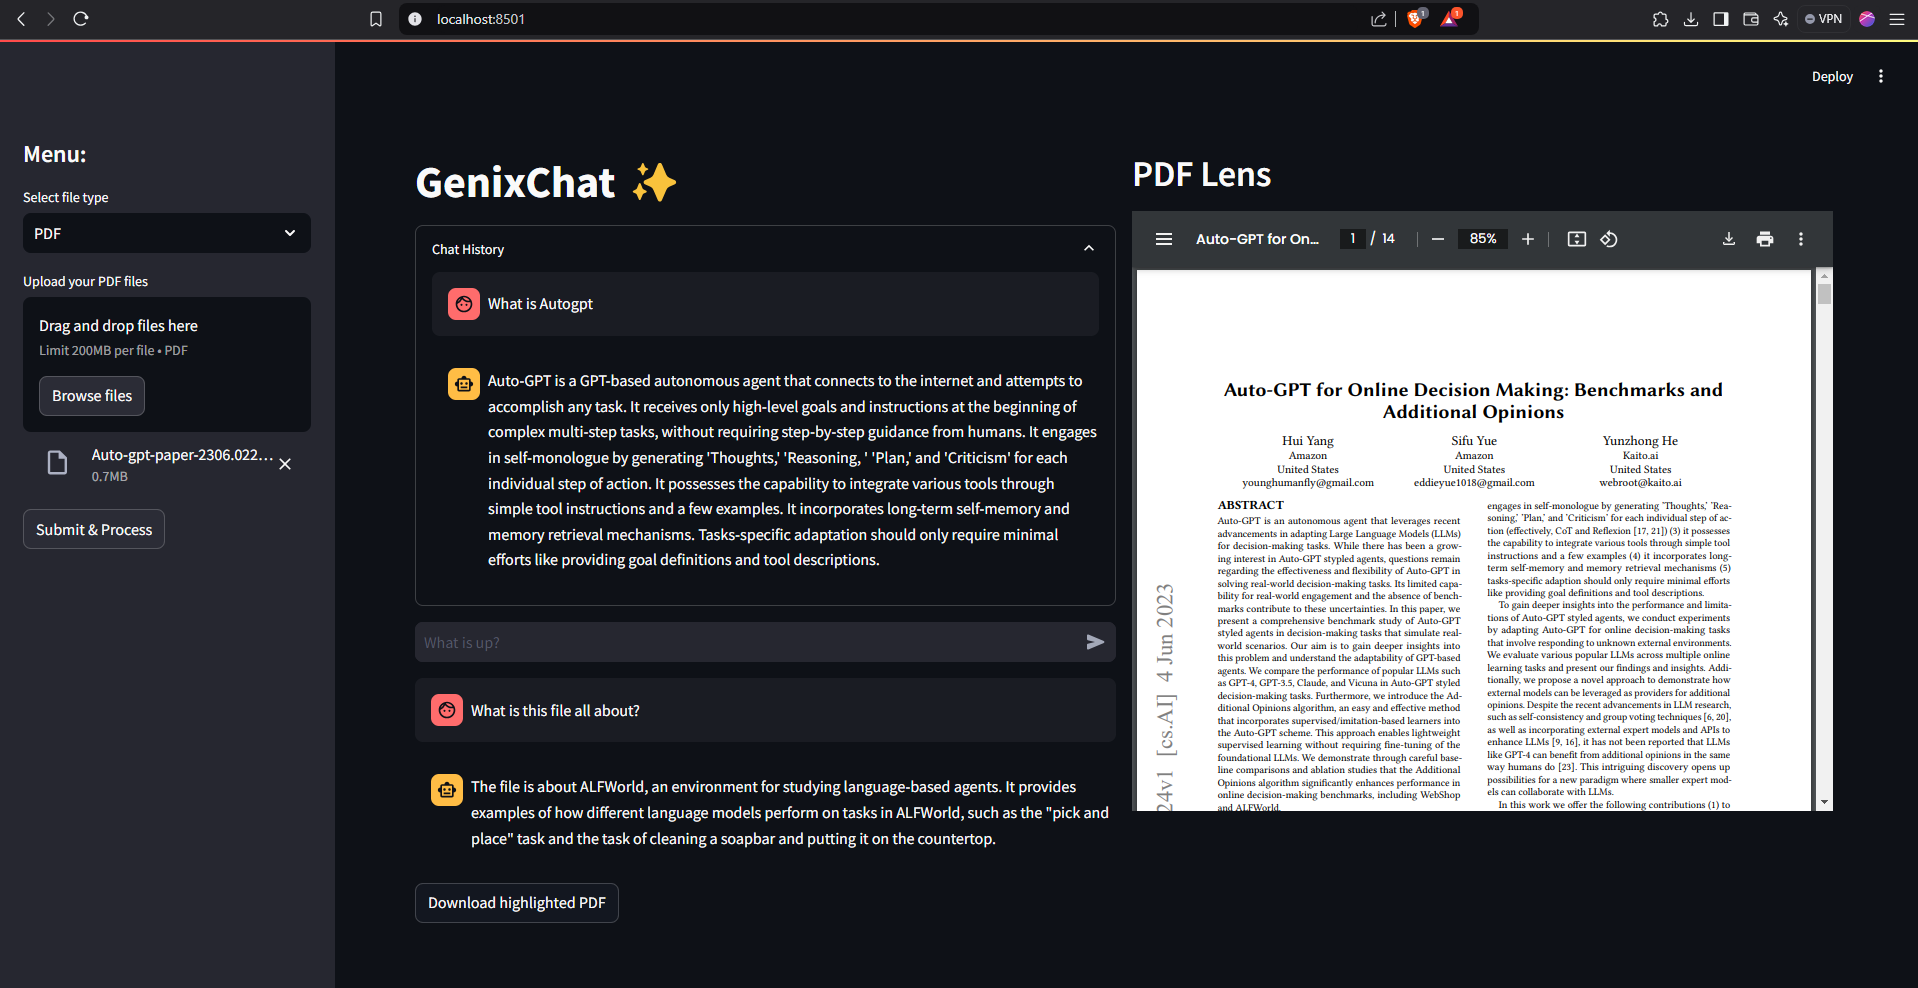 localhost:8501
1
1
VPN
Deploy
Menu:
Select file type
PDF
Upload your PDF files
Drag and drop files here
Limit 200MB per file • PDF
Browse files
Auto-gpt-paper-2306.022...
0.7MB
Submit & Process
GenixChat
Chat History
What is Autogpt
Auto-GPT is a GPT-based autonomous agent that connects to the internet and attempts to
accomplish any task. It receives only high-level goals and instructions at the beginning of
complex multi-step tasks, without requiring step-by-step guidance from humans. It engages
in self-monologue by generating 'Thoughts,' 'Reasoning, ' 'Plan,' and 'Criticism' for each
individual step of action. It possesses the capability to integrate various tools through
simple tool instructions and a few examples. It incorporates long-term self-memory and
memory retrieval mechanisms. Tasks-specific adaptation should only require minimal
efforts like providing goal definitions and tool descriptions.
What is up?
What is this file all about?
The file is about ALFWorld, an environment for studying language-based agents. It provides
examples of how different language models perform on tasks in ALFWorld, such as the "pick and
place" task and the task of cleaning a soapbar and putting it on the countertop.
Download highlighted PDF
PDF Lens
Auto-GPT for On... 1 / 14 85%
Auto-GPT for Online Decision Making: Benchmarks and
Additional Opinions
Hui Yang
Amazon
United States
younghumanfly@gmail.com
Sifu Yue
Amazon
United States
eddieyue1018@gmail.com
Yunzhong He
Kaito.ai
United States
webroot@kaito.ai
24v1 [cs.AI] 4 Jun 2023
ABSTRACT
Auto-GPT is an autonomous agent that leverages recent
advancements in adapting Large Language Models (LLMs)
for decision-making tasks. While there has been a grow-
ing interest in Auto-GPT stypled agents, questions remain
regarding the effectiveness and flexibility of Auto-GPT in
solving real-world decision-making tasks. Its limited capa-
bility for real-world engagement and the absence of bench-
marks contribute to these uncertainties. In this paper, we
present a comprehensive benchmark study of Auto-GPT
styled agents in decision-making tasks that simulate real-
world scenarios. Our aim is to gain deeper insights into
this problem and understand the adaptability of GPT-based
agents. We compare the performance of popular LLMs such
as GPT-4, GPT-3.5, Claude, and Vicuna in Auto-GPT styled
decision-making tasks. Furthermore, we introduce the Ad-
ditional Opinions algorithm, an easy and effective method
that incorporates supervised/imitation-based learners into
the Auto-GPT scheme. This approach enables lightweight
supervised learning without requiring fine-tuning of the
foundational LLMs. We demonstrate through careful base-
line comparisons and ablation studies that the Additional
Opinions algorithm significantly enhances performance in
online decision-making benchmarks, including WebShop
and ALFWorld.
engages in self-monologue by generating 'Thoughts,' 'Rea-
soning,' 'Plan,' and 'Criticism' for each individual step of ac-
tion (effectively, CoT and Reflexion [17, 21]) (3) it possesses
the capability to integrate various tools through simple tool
instructions and a few examples (4) it incorporates long-
term self-memory and memory retrieval mechanisms (5)
tasks-specific adaption should only require minimal efforts
like providing goal definitions and tool descriptions.
To gain deeper insights into the performance and limita-
tions of Auto-GPT styled agents, we conduct experiments
by adapting Auto-GPT for online decision-making tasks
that involve responding to unknown external environments.
We evaluate various popular LLMs across multiple online
learning tasks and present our findings and insights. Addi-
tionally, we propose a novel approach to demonstrate how
external models can be leveraged as providers for additional
opinions. Despite the recent advancements in LLM research,
such as self-consistency and group voting techniques [6, 20],
as well as incorporating external expert models and APIs to
enhance LLMs [9, 16], it has not been reported that LLMs
like GPT-4 can benefit from additional opinions in the same
way humans do [23]. This intriguing discovery opens up
possibilities for a new paradigm where smaller expert mod-
els can collaborate with LLMs.
In this work we offer the following contributions (1) to